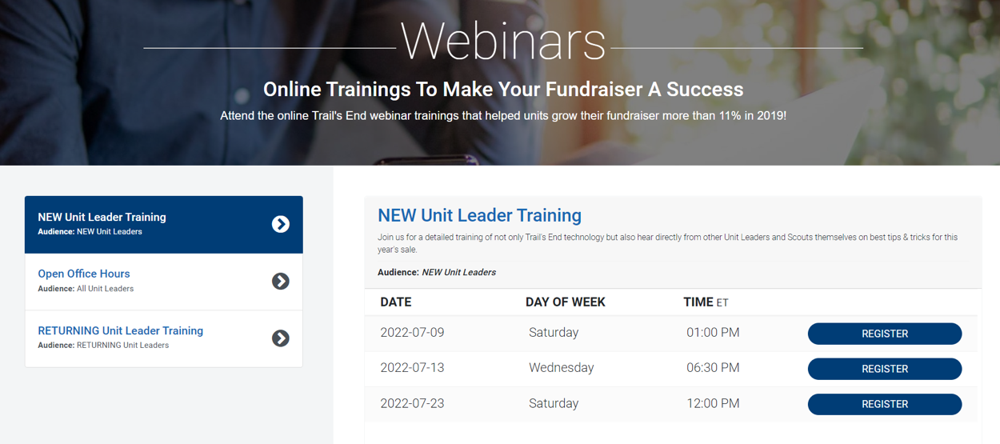 Webinars
Online Trainings To Make Your Fundraiser A Success
Attend the online Trail's End webinar trainings that helped units grow their fundraiser more than 11% in 2019!
NEW Unit Leader Training
Audience: NEW Unit Leaders
Open Office Hours
Audience: All Unit Leaders
RETURNING Unit Leader Training
Audience: RETURNING Unit Leaders
NEW Unit Leader Training
Join us for a detailed training of not only Trail's End technology but also hear directly from other Unit Leaders and Scouts themselves on best tips & tricks for this
year's sale.
Audience: NEW Unit Leaders
DATE DAY OF WEEK TIME ET
2022-07-09 Saturday 01:00 PM REGISTER
2022-07-13 Wednesday 06:30 PM REGISTER
2022-07-23 Saturday 12:00 PM REGISTER